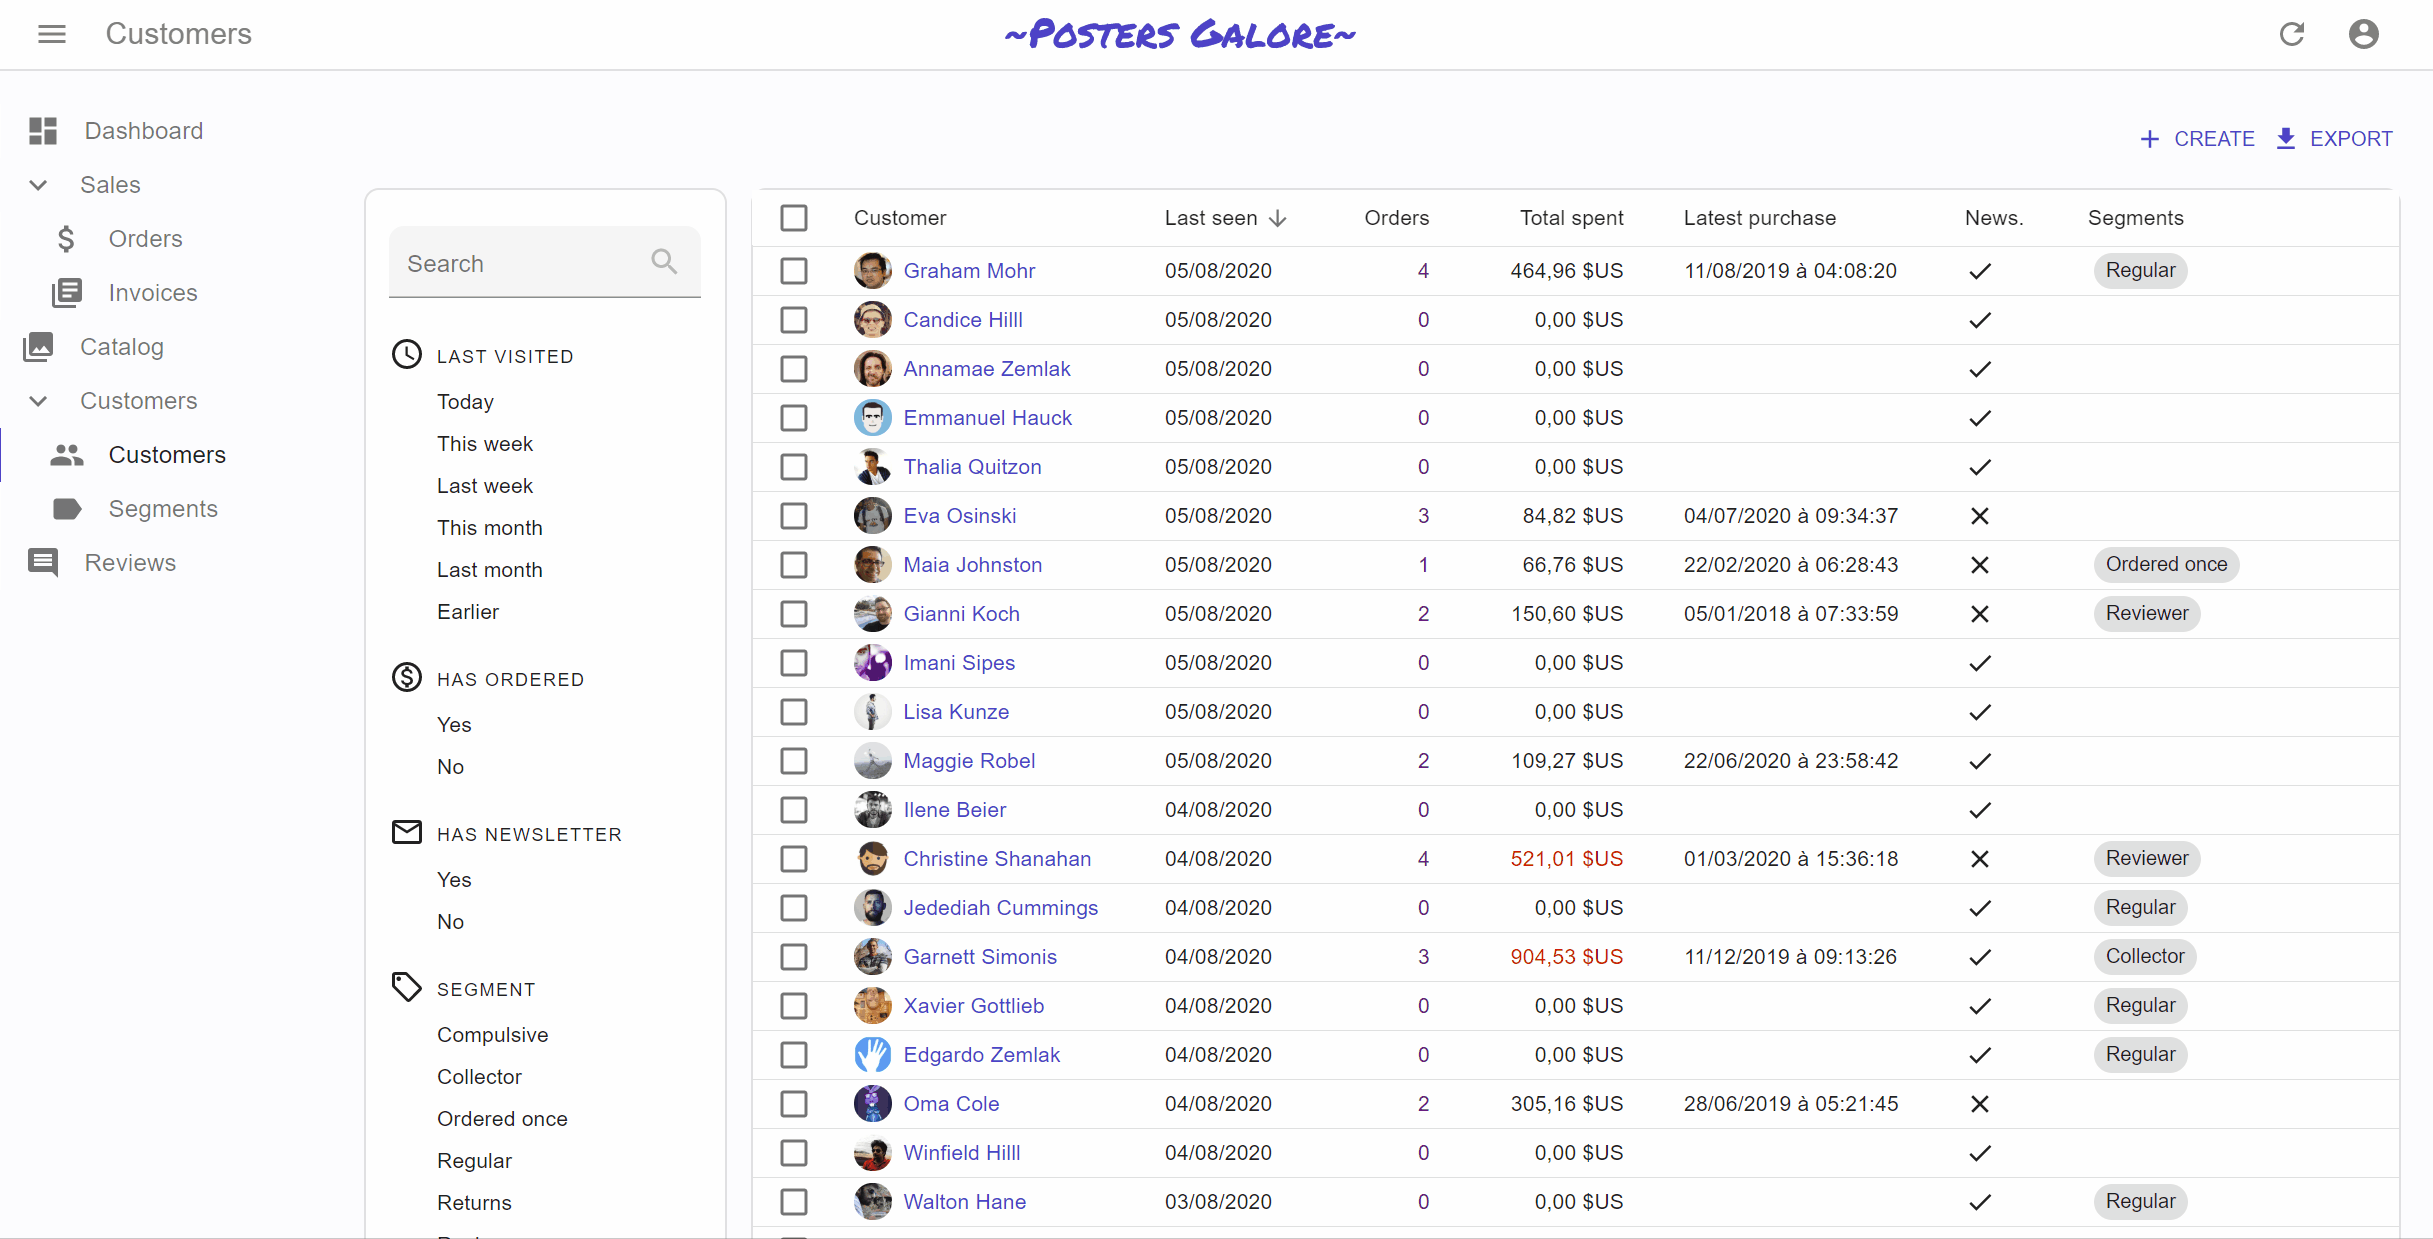 Customers
~Posters Galore~
Dashboard
Sales
Orders
Invoices
Catalog
Customers
Customers
Segments
Reviews
CREATE
EXPORT
Search
LAST VISITED
Today
This week
Last week
This month
Last month
Earlier
HAS ORDERED
Yes
No
HAS NEWSLETTER
Yes
No
SEGMENT
Compulsive
Collector
Ordered once
Regular
Returns
Customer Last seen Orders Total spent Latest purchase News. Segments
Graham Mohr 05/08/2020 4 464,96 $US 11/08/2019 à 04:08:20 Regular
Candice Hilll 05/08/2020 0 0,00 $US
Annamae Zemlak 05/08/2020 0 0,00 $US
Emmanuel Hauck 05/08/2020 0 0,00 $US
Thalia Quitzon 05/08/2020 0 0,00 $US
Eva Osinski 05/08/2020 3 84,82 $US 04/07/2020 à 09:34:37
Maia Johnston 05/08/2020 1 66,76 $US 22/02/2020 à 06:28:43 Ordered once
Gianni Koch 05/08/2020 2 150,60 $US 05/01/2018 à 07:33:59 Reviewer
Imani Sipes 05/08/2020 0 0,00 $US
Lisa Kunze 05/08/2020 0 0,00 $US
Maggie Robel 05/08/2020 2 109,27 $US 22/06/2020 à 23:58:42
Ilene Beier 04/08/2020 0 0,00 $US
Christine Shanahan 04/08/2020 4 521,01 $US 01/03/2020 à 15:36:18 Reviewer
Jedediah Cummings 04/08/2020 0 0,00 $US Regular
Garnett Simonis 04/08/2020 3 904,53 $US 11/12/2019 à 09:13:26 Collector
Xavier Gottlieb 04/08/2020 0 0,00 $US Regular
Edgardo Zemlak 04/08/2020 0 0,00 $US Regular
Oma Cole 04/08/2020 2 305,16 $US 28/06/2019 à 05:21:45
Winfield Hilll 04/08/2020 0 0,00 $US
Walton Hane 03/08/2020 0 0,00 $US Regular